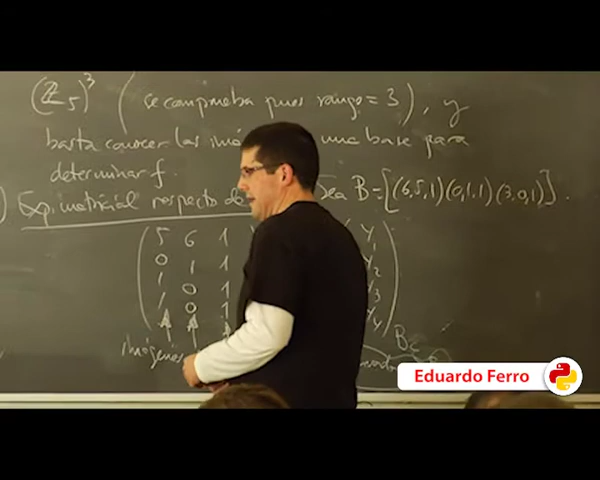 (ℤ₅)³ (se comprueba pues rango = 3), y
basta conocer las imá una base para
determinar f.
) Exp. matricial respecto de Sea B = [(6,5,1)(0,1,1)(3,0,1)].
5 6 1 Y₁
0 1 1 Y₂
1 0 1 Y₃
1 0 1 Y₄
imágenes Bc
Eduardo Ferro